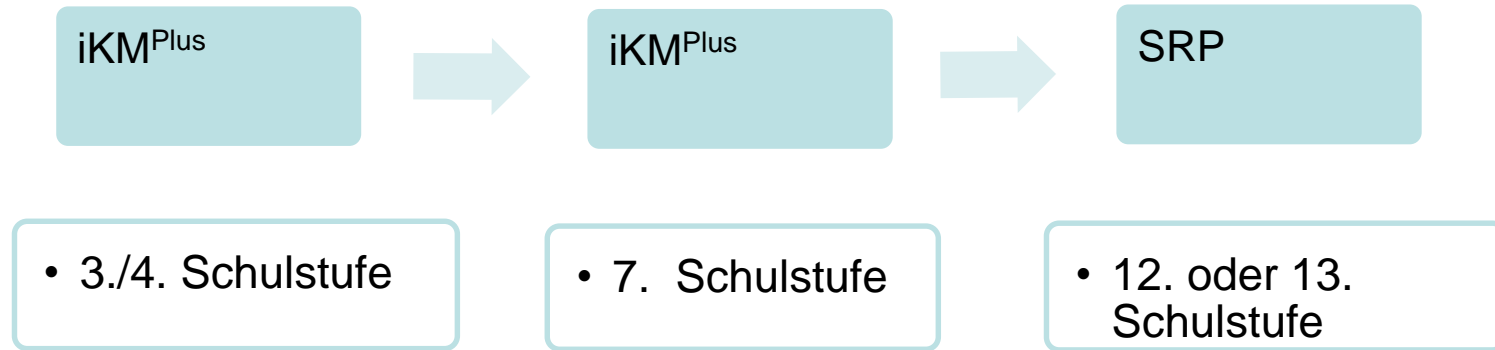 iKMPlus
iKMPlus
SRP
• 3./4. Schulstufe
• 7. Schulstufe
• 12. oder 13.
Schulstufe